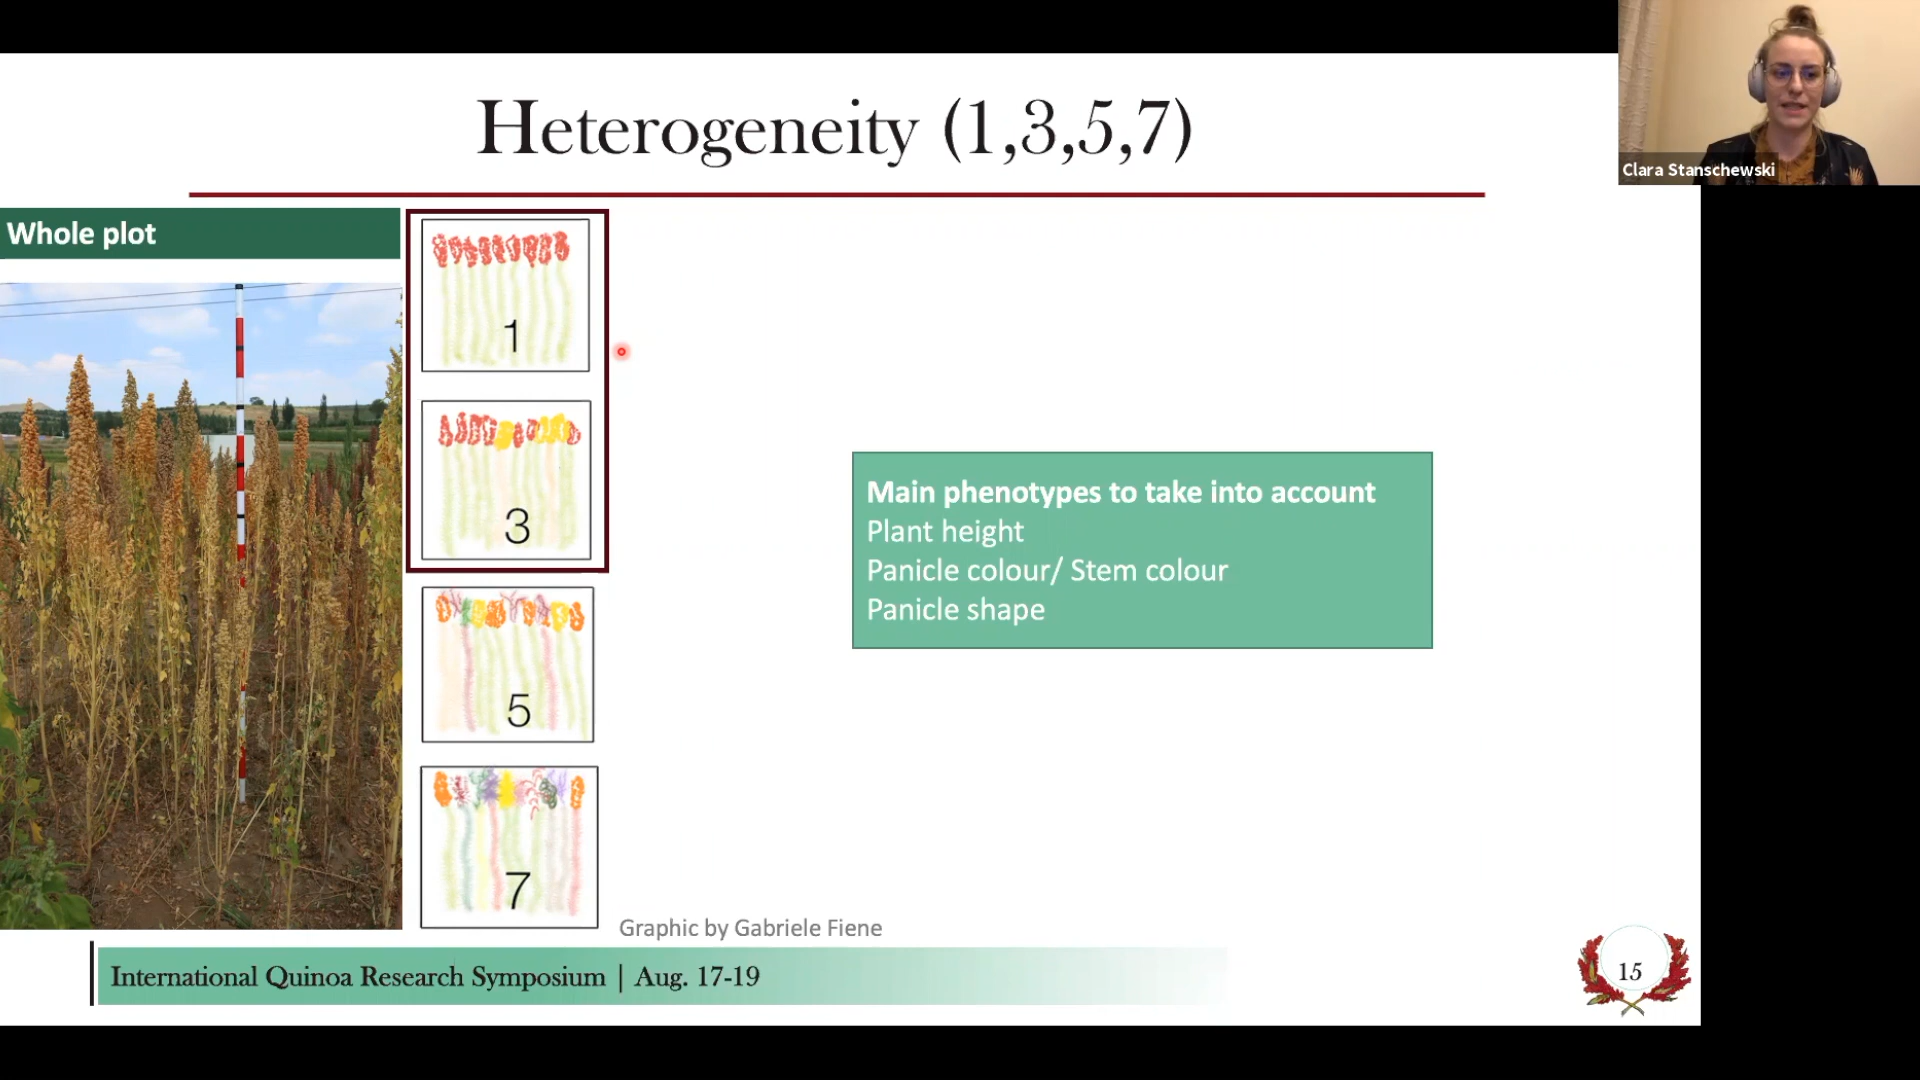 Heterogeneity (1,3,5,7)
Clara Stanschewski
Whole plot
1
3
5
7
Main phenotypes to take into account
Plant height
Panicle colour/ Stem colour
Panicle shape
Graphic by Gabriele Fiene
International Quinoa Research Symposium | Aug. 17-19
15